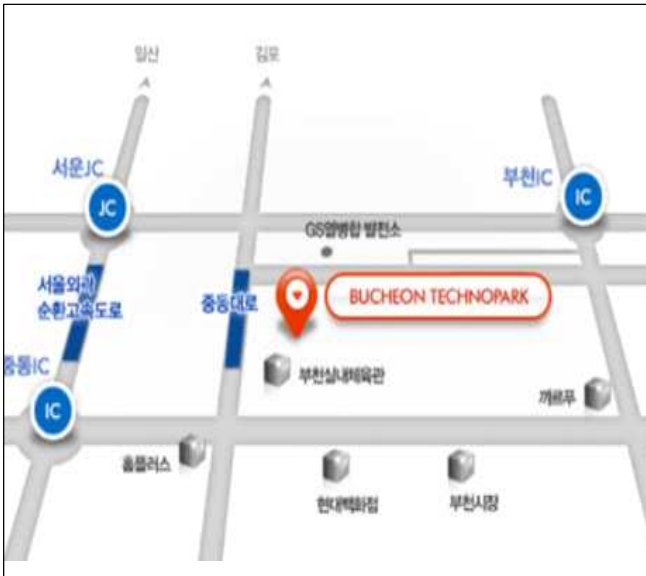 일산
김포
서운JC
JC
부천IC
IC
GS열병합 발전소
서울외곽
순환고속도로
중동대로
BUCHEON TECHNOPARK
중동IC
IC
부천실내체육관
까르푸
홈플러스
현대백화점
부천시장